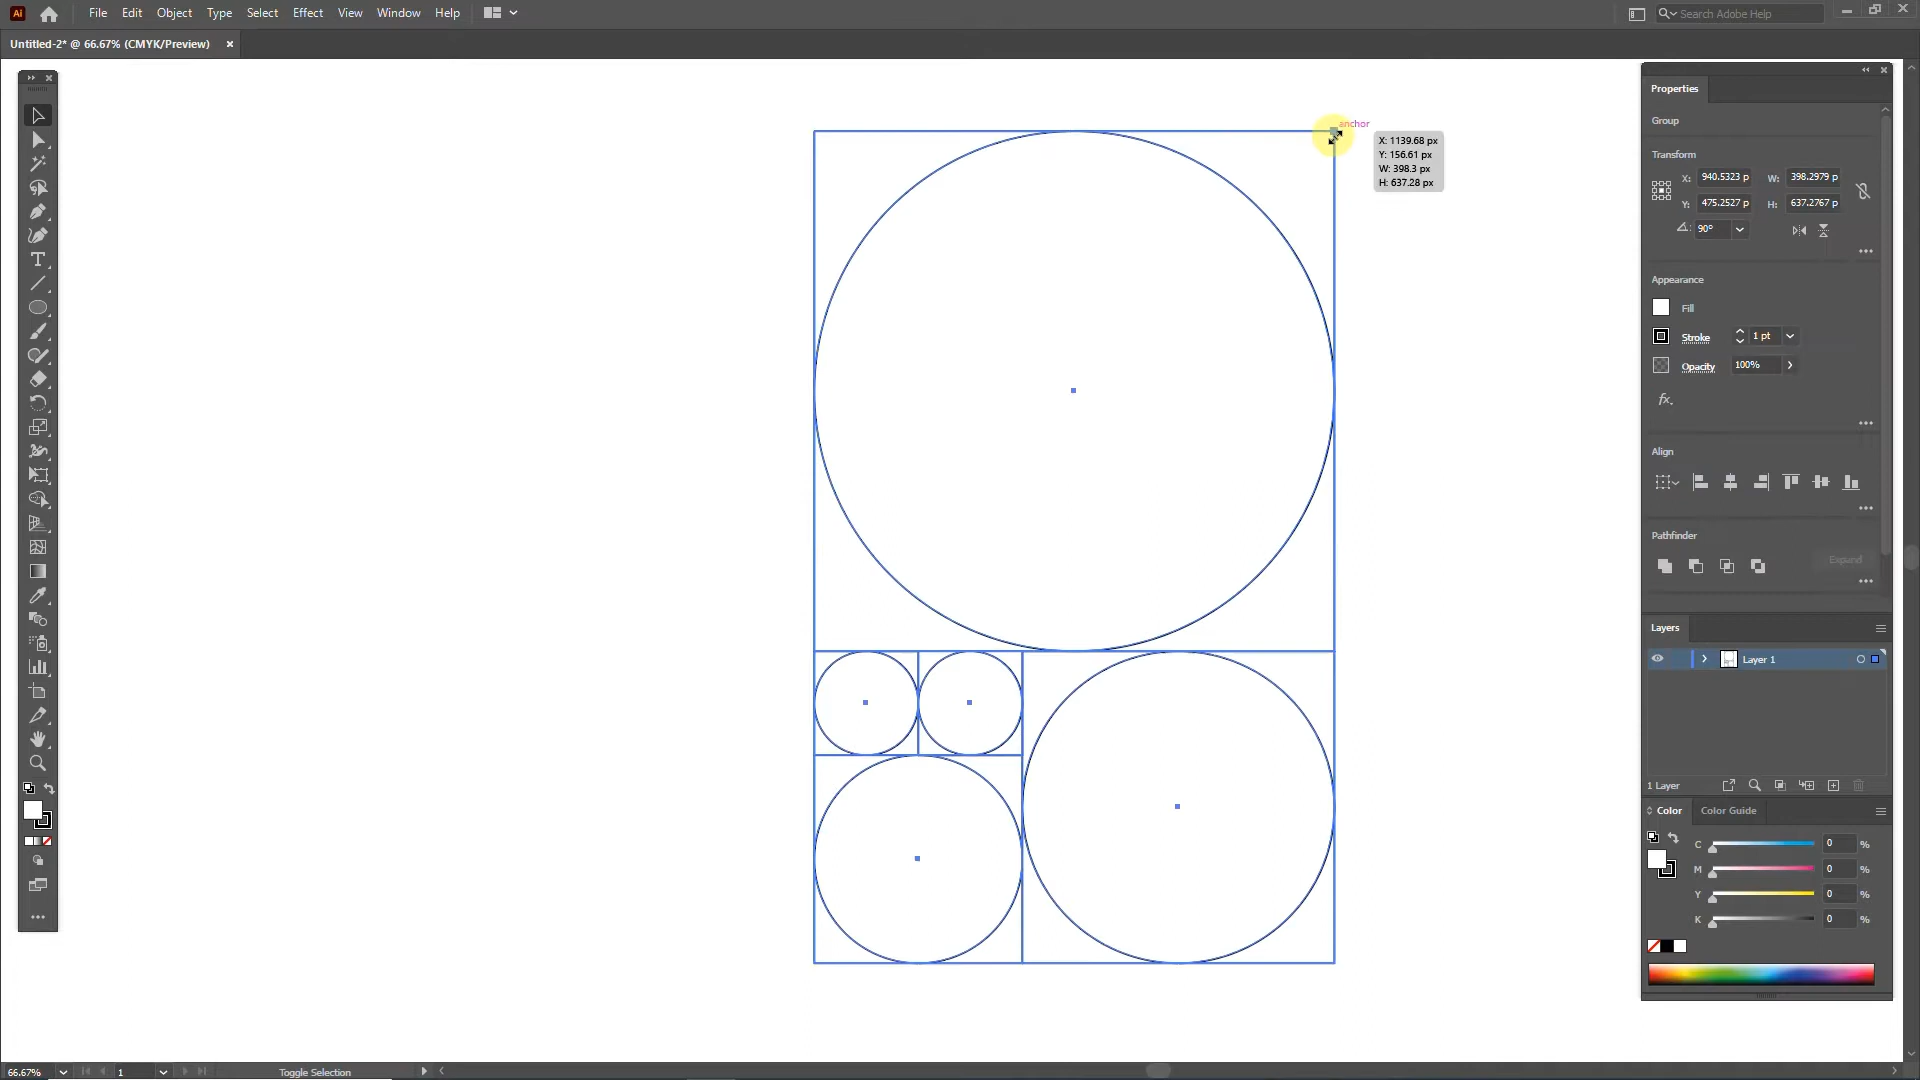 Ai File Edit Object Type Select Effect View Window Help Search Adobe Help
Untitled-2* @ 66.67% (CMYK/Preview)
anchor
X: 1139.68 px
Y: 156.61 px
W: 398.3 px
H: 637.28 px
Properties
Group
Transform
X: 940.5323 p W: 398.2979 p
Y: 475.2527 p H: 637.2767 p
90°
Appearance
Fill
Stroke 1 pt
Opacity 100%
fx.
Align
Pathfinder
Expand
Layers
Layer 1
1 Layer
Color Color Guide
C 0 %
M 0 %
Y 0 %
K 0 %
66.67% 1 Toggle Selection